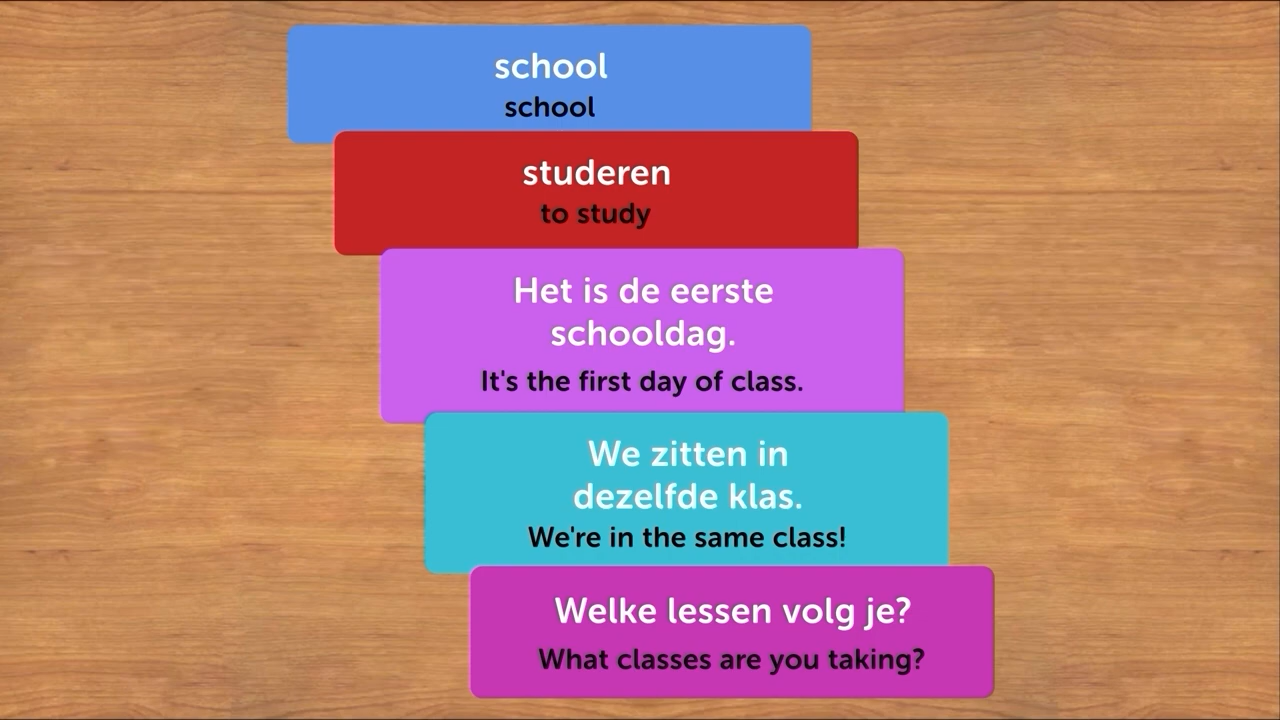 school
school
studeren
to study
Het is de eerste
schooldag.
It's the first day of class.
We zitten in
dezelfde klas.
We're in the same class!
Welke lessen volg je?
What classes are you taking?